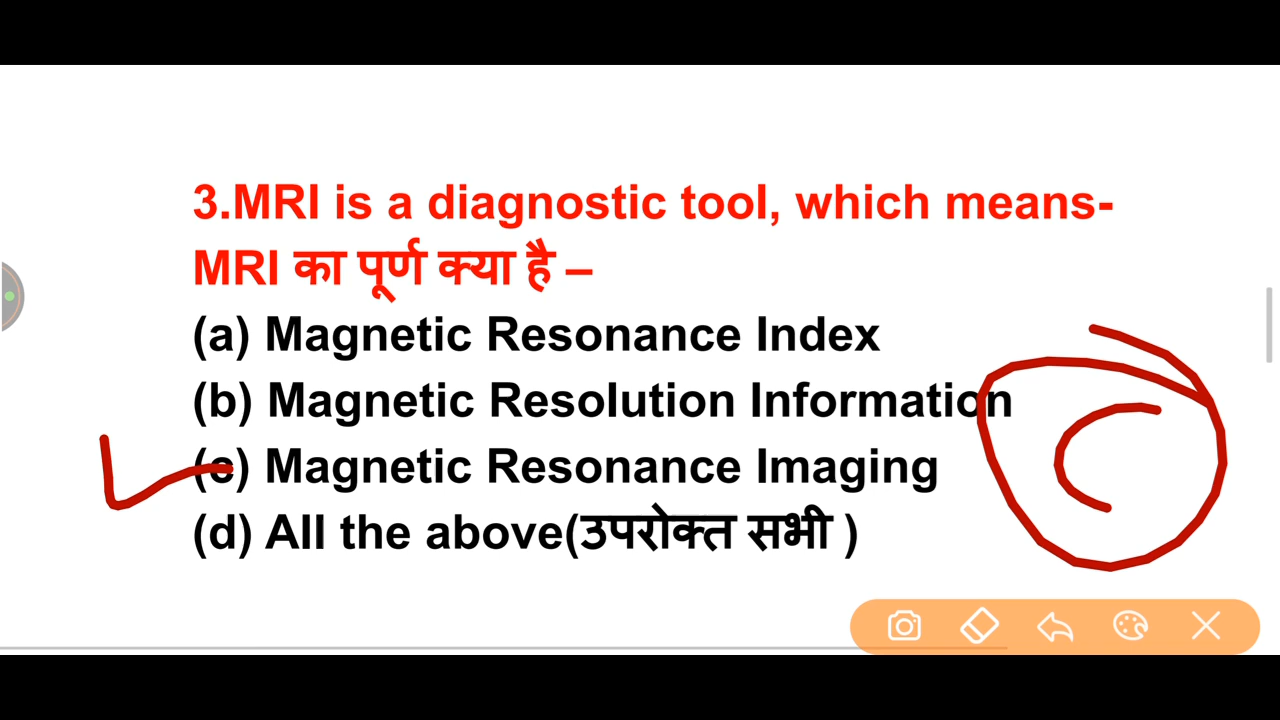 3.MRI is a diagnostic tool, which means-
MRI का पूर्ण क्या है –
(a) Magnetic Resonance Index
(b) Magnetic Resolution Information
(c) Magnetic Resonance Imaging
(d) All the above(उपरोक्त सभी )
C